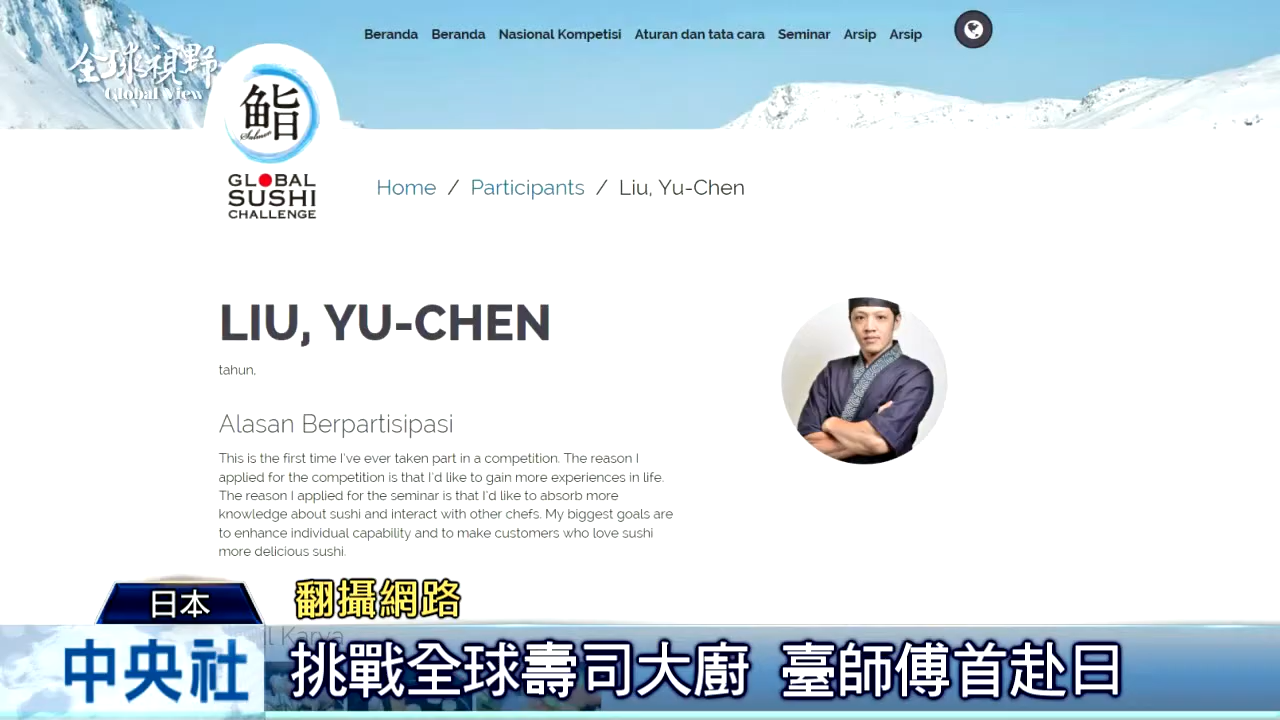 Beranda Beranda Nasional Kompetisi Aturan dan tata cara Seminar Arsip Arsip
全球視野
Global View
鮨
Salmon
GLOBAL
SUSHI
CHALLENGE
Home / Participants / Liu, Yu-Chen
LIU, YU-CHEN
tahun.
Alasan Berpartisipasi
This is the first time I've ever taken part in a competition. The reason I
applied for the competition is that I'd like to gain more experiences in life.
The reason I applied for the seminar is that I'd like to absorb more
knowledge about sushi and interact with other chefs. My biggest goals are
to enhance individual capability and to make customers who love sushi
more delicious sushi.
日本
翻攝網路
Karya
中央社
挑戰全球壽司大廚 臺師傅首赴日